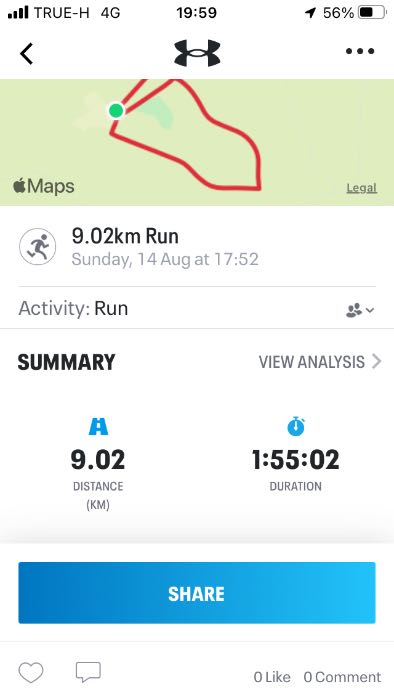 TRUE-H 4G 19:59 56%
Maps
Legal
9.02km Run
Sunday, 14 Aug at 17:52
Activity: Run
SUMMARY VIEW ANALYSIS
9.02 1:55:02
DISTANCE DURATION
(KM)
SHARE
0 Like 0 Comment